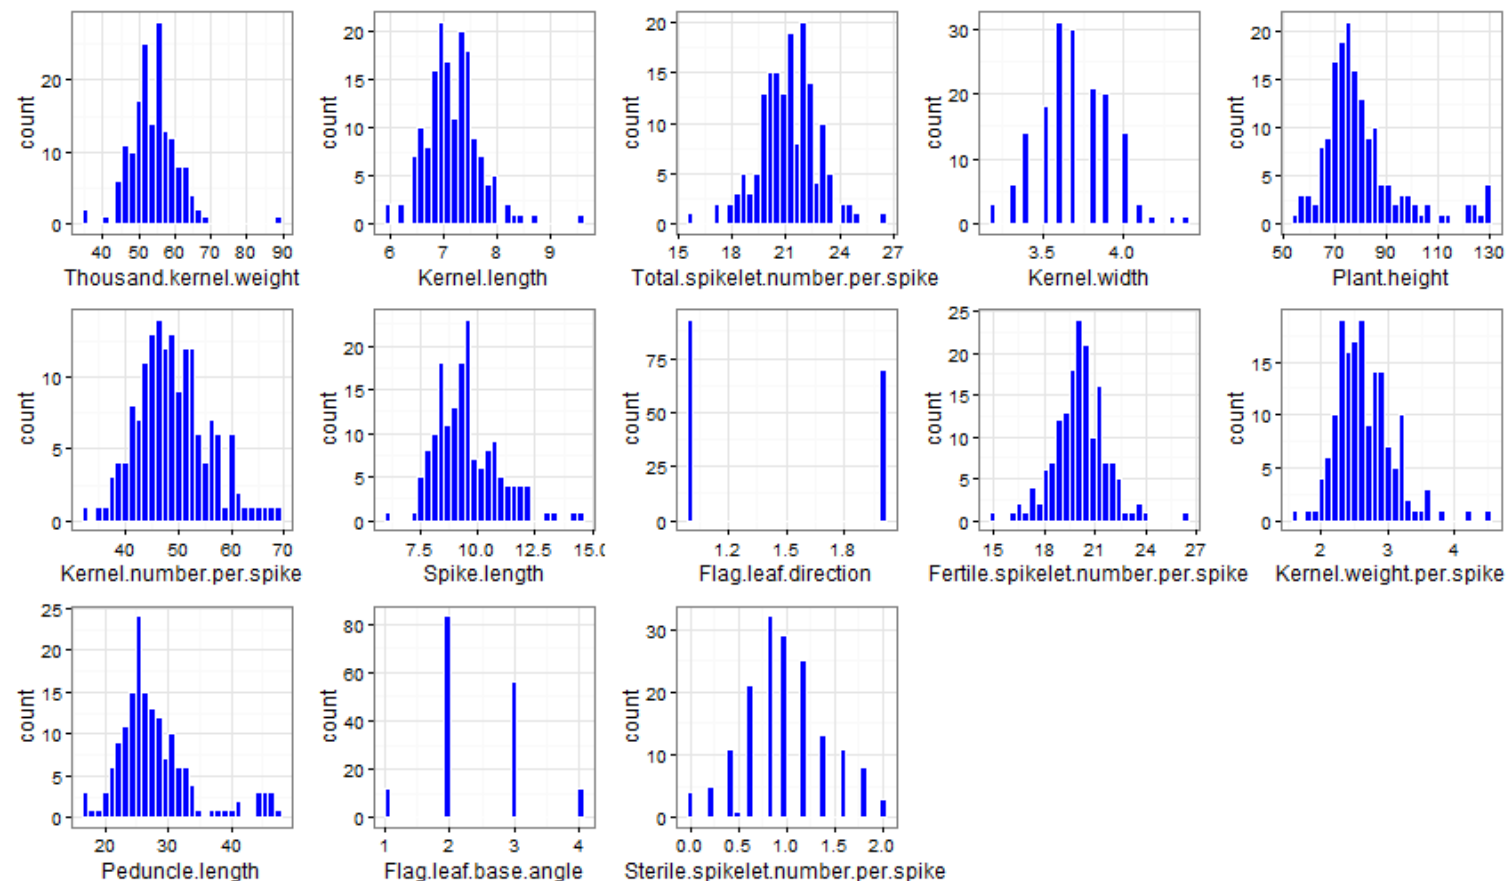 count
20
10
0
40 50 60 70 80 90
Thousand.kernel.weight
count
20
15
10
5
0
6 7 8 9
Kernel.length
count
20
15
10
5
0
15 18 21 24 27
Total.spikelet.number.per.spike
count
30
20
10
0
3.5 4.0
Kernel.width
count
20
15
10
5
0
50 70 90 110 130
Plant.height
count
10
5
0
40 50 60 70
Kernel.number.per.spike
count
20
15
10
5
0
7.5 10.0 12.5 15.0
Spike.length
count
75
50
25
0
1.2 1.5 1.8
Flag.leaf.direction
count
25
20
15
10
5
0
15 18 21 24 27
Fertile.spikelet.number.per.spike
count
15
10
5
0
2 3 4
Kernel.weight.per.spike
count
25
20
15
10
5
0
20 30 40
Peduncle.length
count
80
60
40
20
0
1 2 3 4
Flag.leaf.base.angle
count
30
20
10
0
0.0 0.5 1.0 1.5 2.0
Sterile.spikelet.number.per.spike